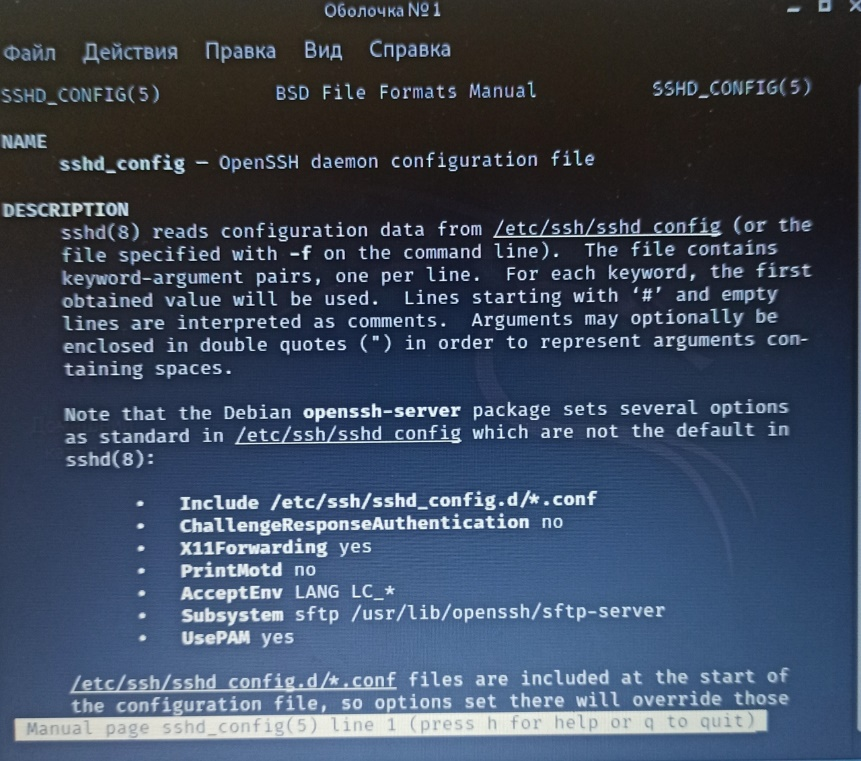 Оболочка №1
Файл Действия Правка Вид Справка
SSHD_CONFIG(5) BSD File Formats Manual SSHD_CONFIG(5)
NAME
sshd_config — OpenSSH daemon configuration file
DESCRIPTION
sshd(8) reads configuration data from /etc/ssh/sshd_config (or the
file specified with -f on the command line). The file contains
keyword-argument pairs, one per line. For each keyword, the first
obtained value will be used. Lines starting with ‘#’ and empty
lines are interpreted as comments. Arguments may optionally be
enclosed in double quotes (") in order to represent arguments con-
taining spaces.
Note that the Debian openssh-server package sets several options
as standard in /etc/ssh/sshd_config which are not the default in
sshd(8):
• Include /etc/ssh/sshd_config.d/*.conf
• ChallengeResponseAuthentication no
• X11Forwarding yes
• PrintMotd no
• AcceptEnv LANG LC_*
• Subsystem sftp /usr/lib/openssh/sftp-server
• UsePAM yes
/etc/ssh/sshd_config.d/*.conf files are included at the start of
the configuration file, so options set there will override those
Manual page sshd_config(5) line 1 (press h for help or q to quit)